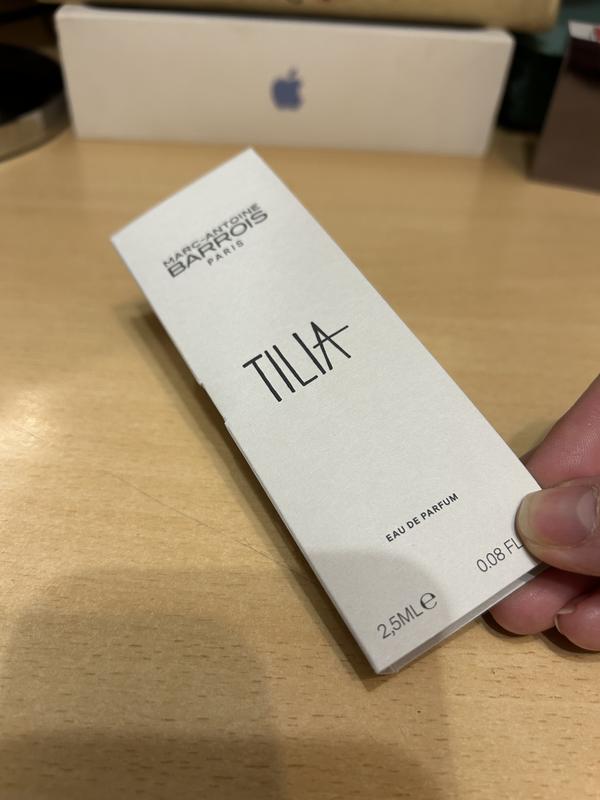 MARC-ANTOINE
BARROIS
PARIS
TILIA
EAU DE PARFUM
2,5ML℮ 0.08 FL